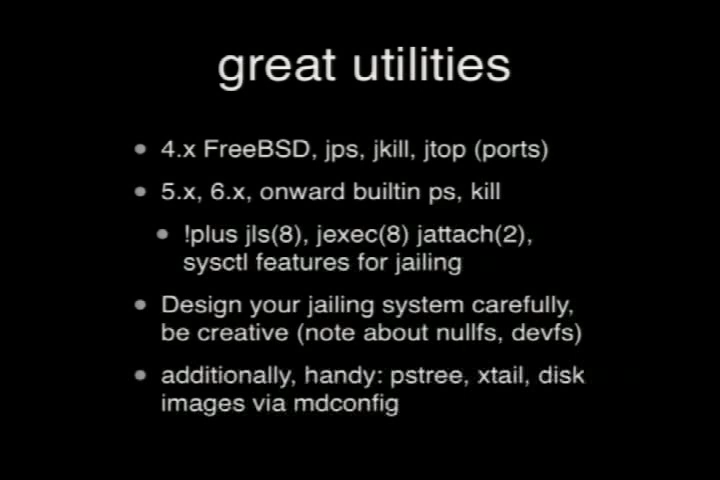 great utilities
4.x FreeBSD, jps, jkill, jtop (ports)
5.x, 6.x, onward builtin ps, kill
!plus jls(8), jexec(8) jattach(2),
sysctl features for jailing
Design your jailing system carefully,
be creative (note about nullfs, devfs)
additionally, handy: pstree, xtail, disk
images via mdconfig